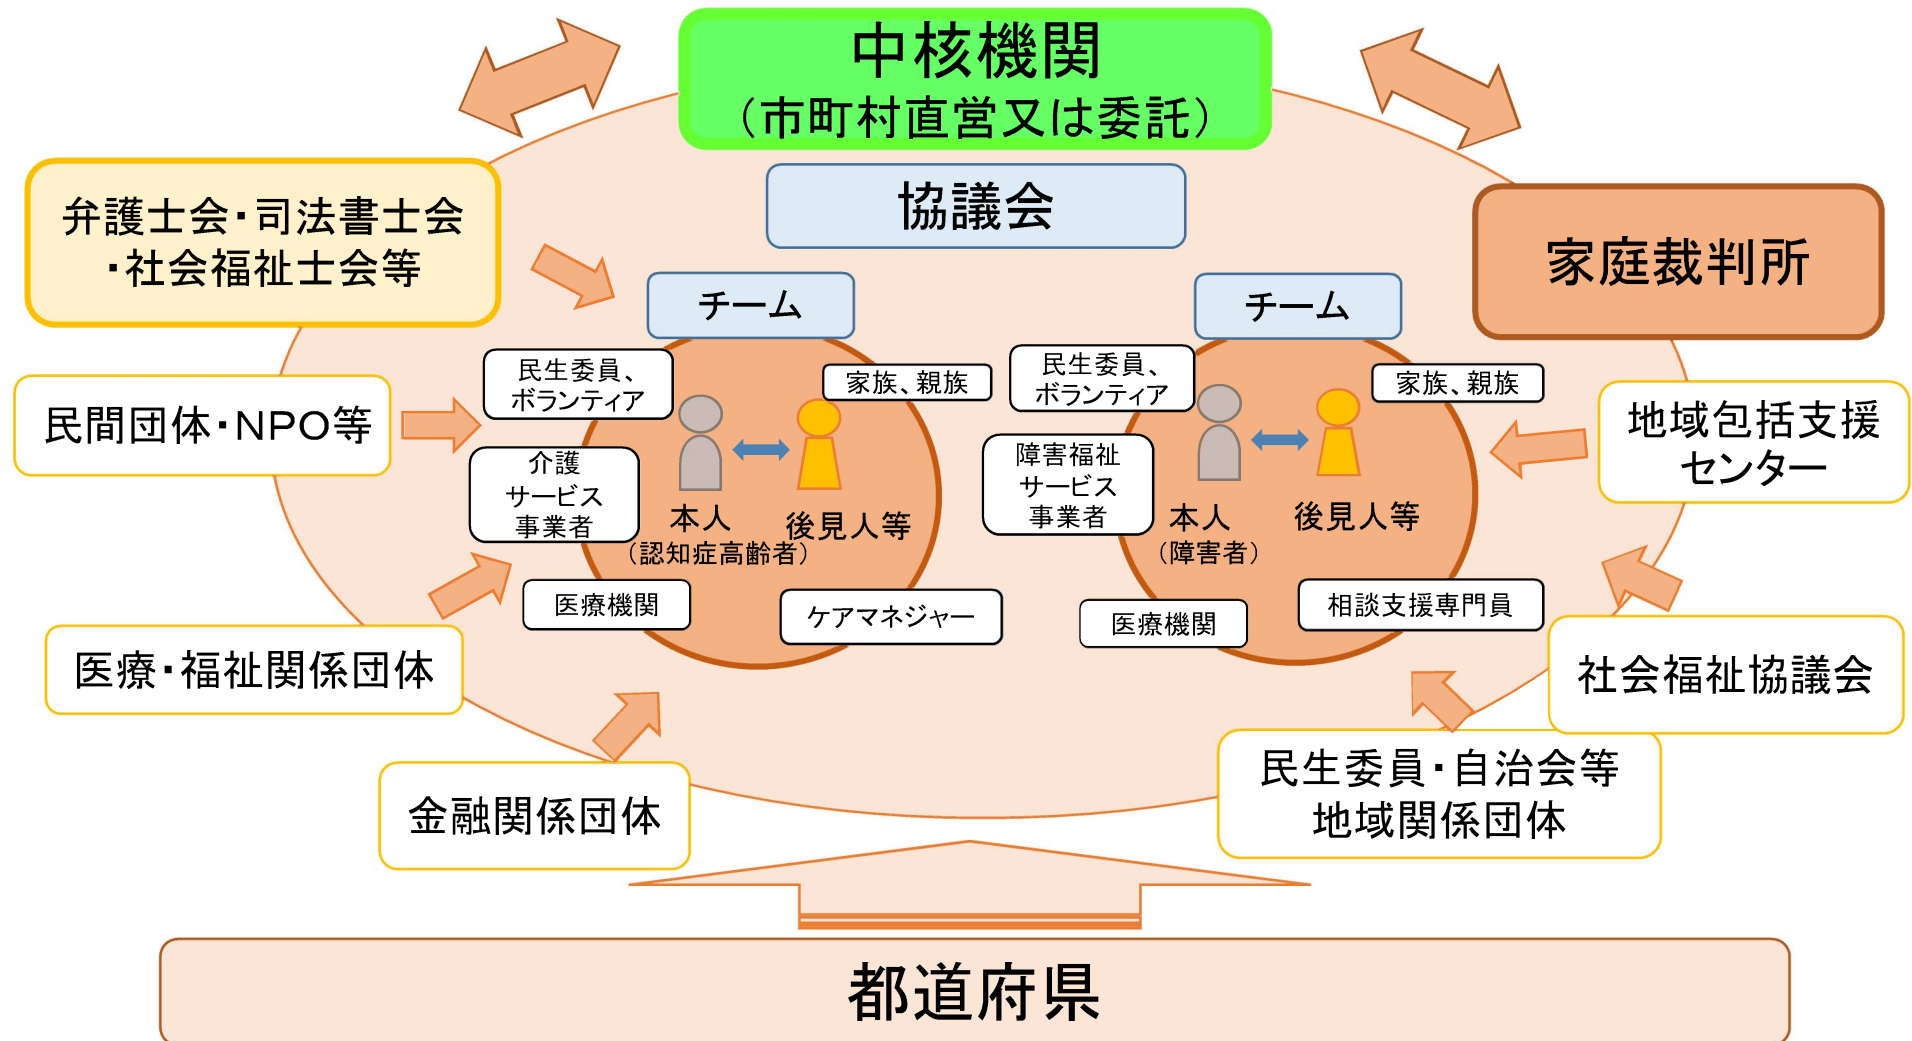 中核機関
（市町村直営又は委託）
協議会
弁護士会・司法書士会
・社会福祉士会等
家庭裁判所
チーム
民生委員、
ボランティア
家族、親族
介護
サービス
事業者
本人
（認知症高齢者）
後見人等
医療機関
ケアマネジャー
チーム
民生委員、
ボランティア
家族、親族
障害福祉
サービス
事業者
本人
（障害者）
後見人等
医療機関
相談支援専門員
民間団体・NPO等
地域包括支援
センター
医療・福祉関係団体
社会福祉協議会
金融関係団体
民生委員・自治会等
地域関係団体
都道府県